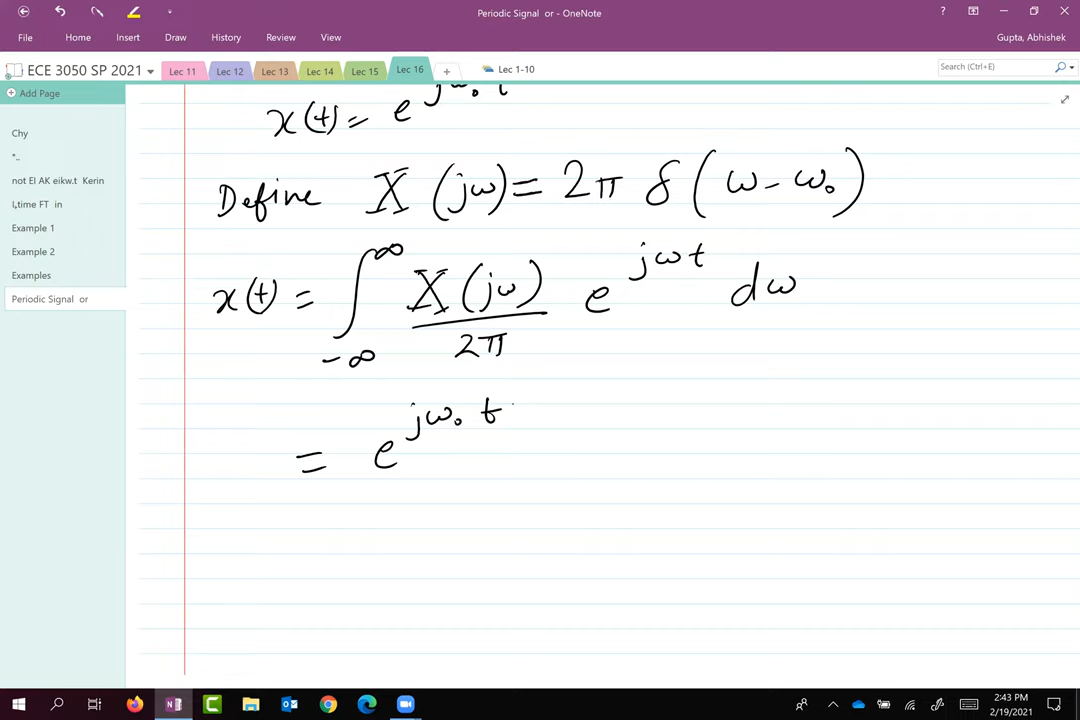 Periodic Signal or - OneNote
File Home Insert Draw History Review View
Gupta, Abhishek
ECE 3050 SP 2021
Lec 11 Lec 12 Lec 13 Lec 14 Lec 15 Lec 16 + Lec 1-10
Search (Ctrl+E)
Add Page
Chy
not EI AK eikw.t Kerin
I,time FT in
Example 1
Example 2
Examples
Periodic Signal or
x(t) = e^{jω₀t}
Define X(jω) = 2π δ(ω - ω₀)
x(t) = ∫_{-∞}^{∞} X(jω)/2π e^{jωt} dω
= e^{jω₀t}
2:43 PM
2/19/2021